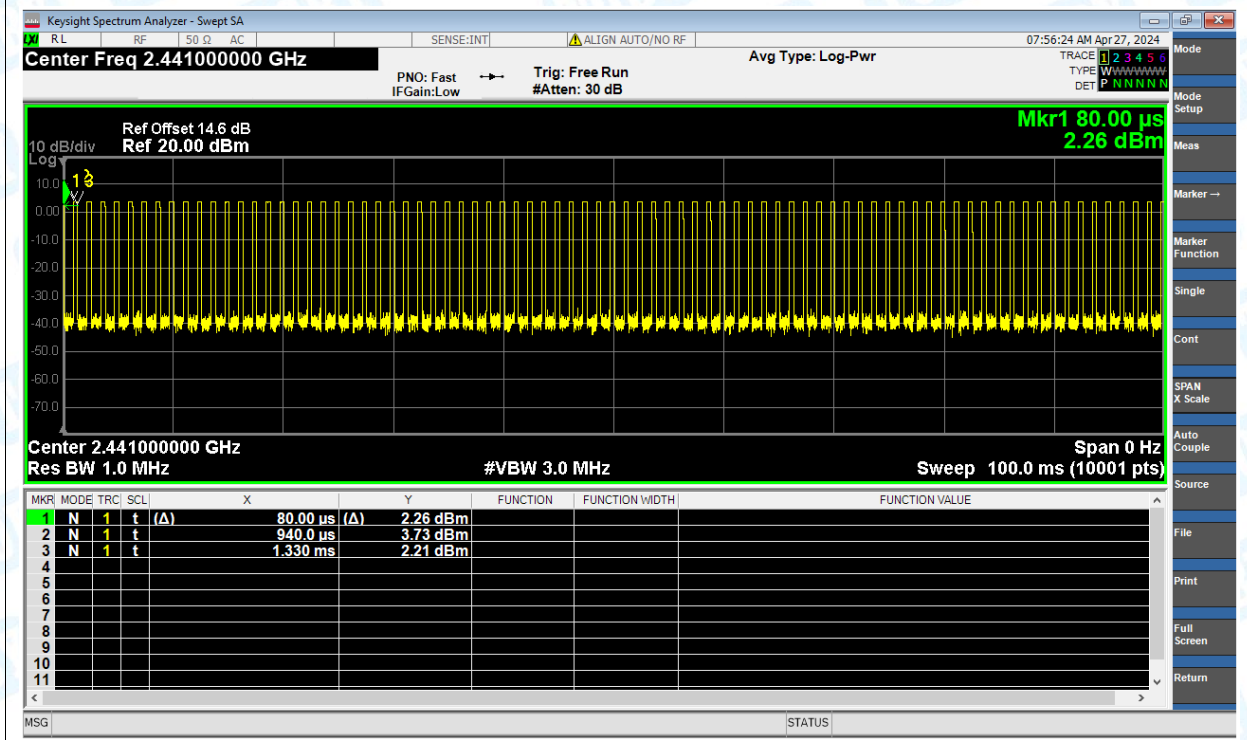 Keysight Spectrum Analyzer - Swept SA
LXI RL RF 50 Ω AC SENSE:INT ALIGN AUTO/NO RF 07:56:24 AM Apr 27, 2024
Center Freq 2.441000000 GHz Avg Type: Log-Pwr TRACE 1 2 3 4 5 6
PNO: Fast Trig: Free Run TYPE WWWWWW
IFGain:Low #Atten: 30 dB DET P NNNNN
Mkr1 80.00 µs
Ref Offset 14.6 dB
10 dB/div Ref 20.00 dBm 2.26 dBm
Log
1 2 3
10.0
0.00
-10.0
-20.0
-30.0
-40.0
-50.0
-60.0
-70.0
Center 2.441000000 GHz Span 0 Hz
Res BW 1.0 MHz #VBW 3.0 MHz Sweep 100.0 ms (10001 pts)
MKR MODE TRC SCL X Y FUNCTION FUNCTION WIDTH FUNCTION VALUE
1 N 1 t (Δ) 80.00 µs (Δ) 2.26 dBm
2 N 1 t 940.0 µs 3.73 dBm
3 N 1 t 1.330 ms 2.21 dBm
4
5
6
7
8
9
10
11
MSG STATUS
Mode
Mode
Setup
Meas
Marker →
Marker
Function
Single
Cont
SPAN
X Scale
Auto
Couple
Source
File
Print
Full
Screen
Return